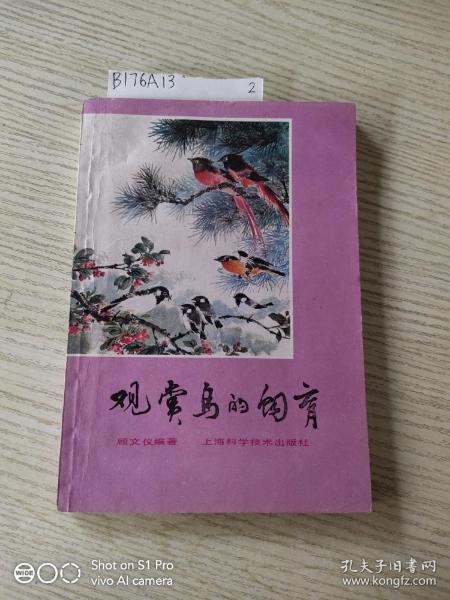 B176A13
2
观赏鸟的饲育
顾文仪编著 上海科学技术出版社
WIDE
Shot on S1 Pro
vivo AI camera
孔夫子旧书网
www.kongfz.com